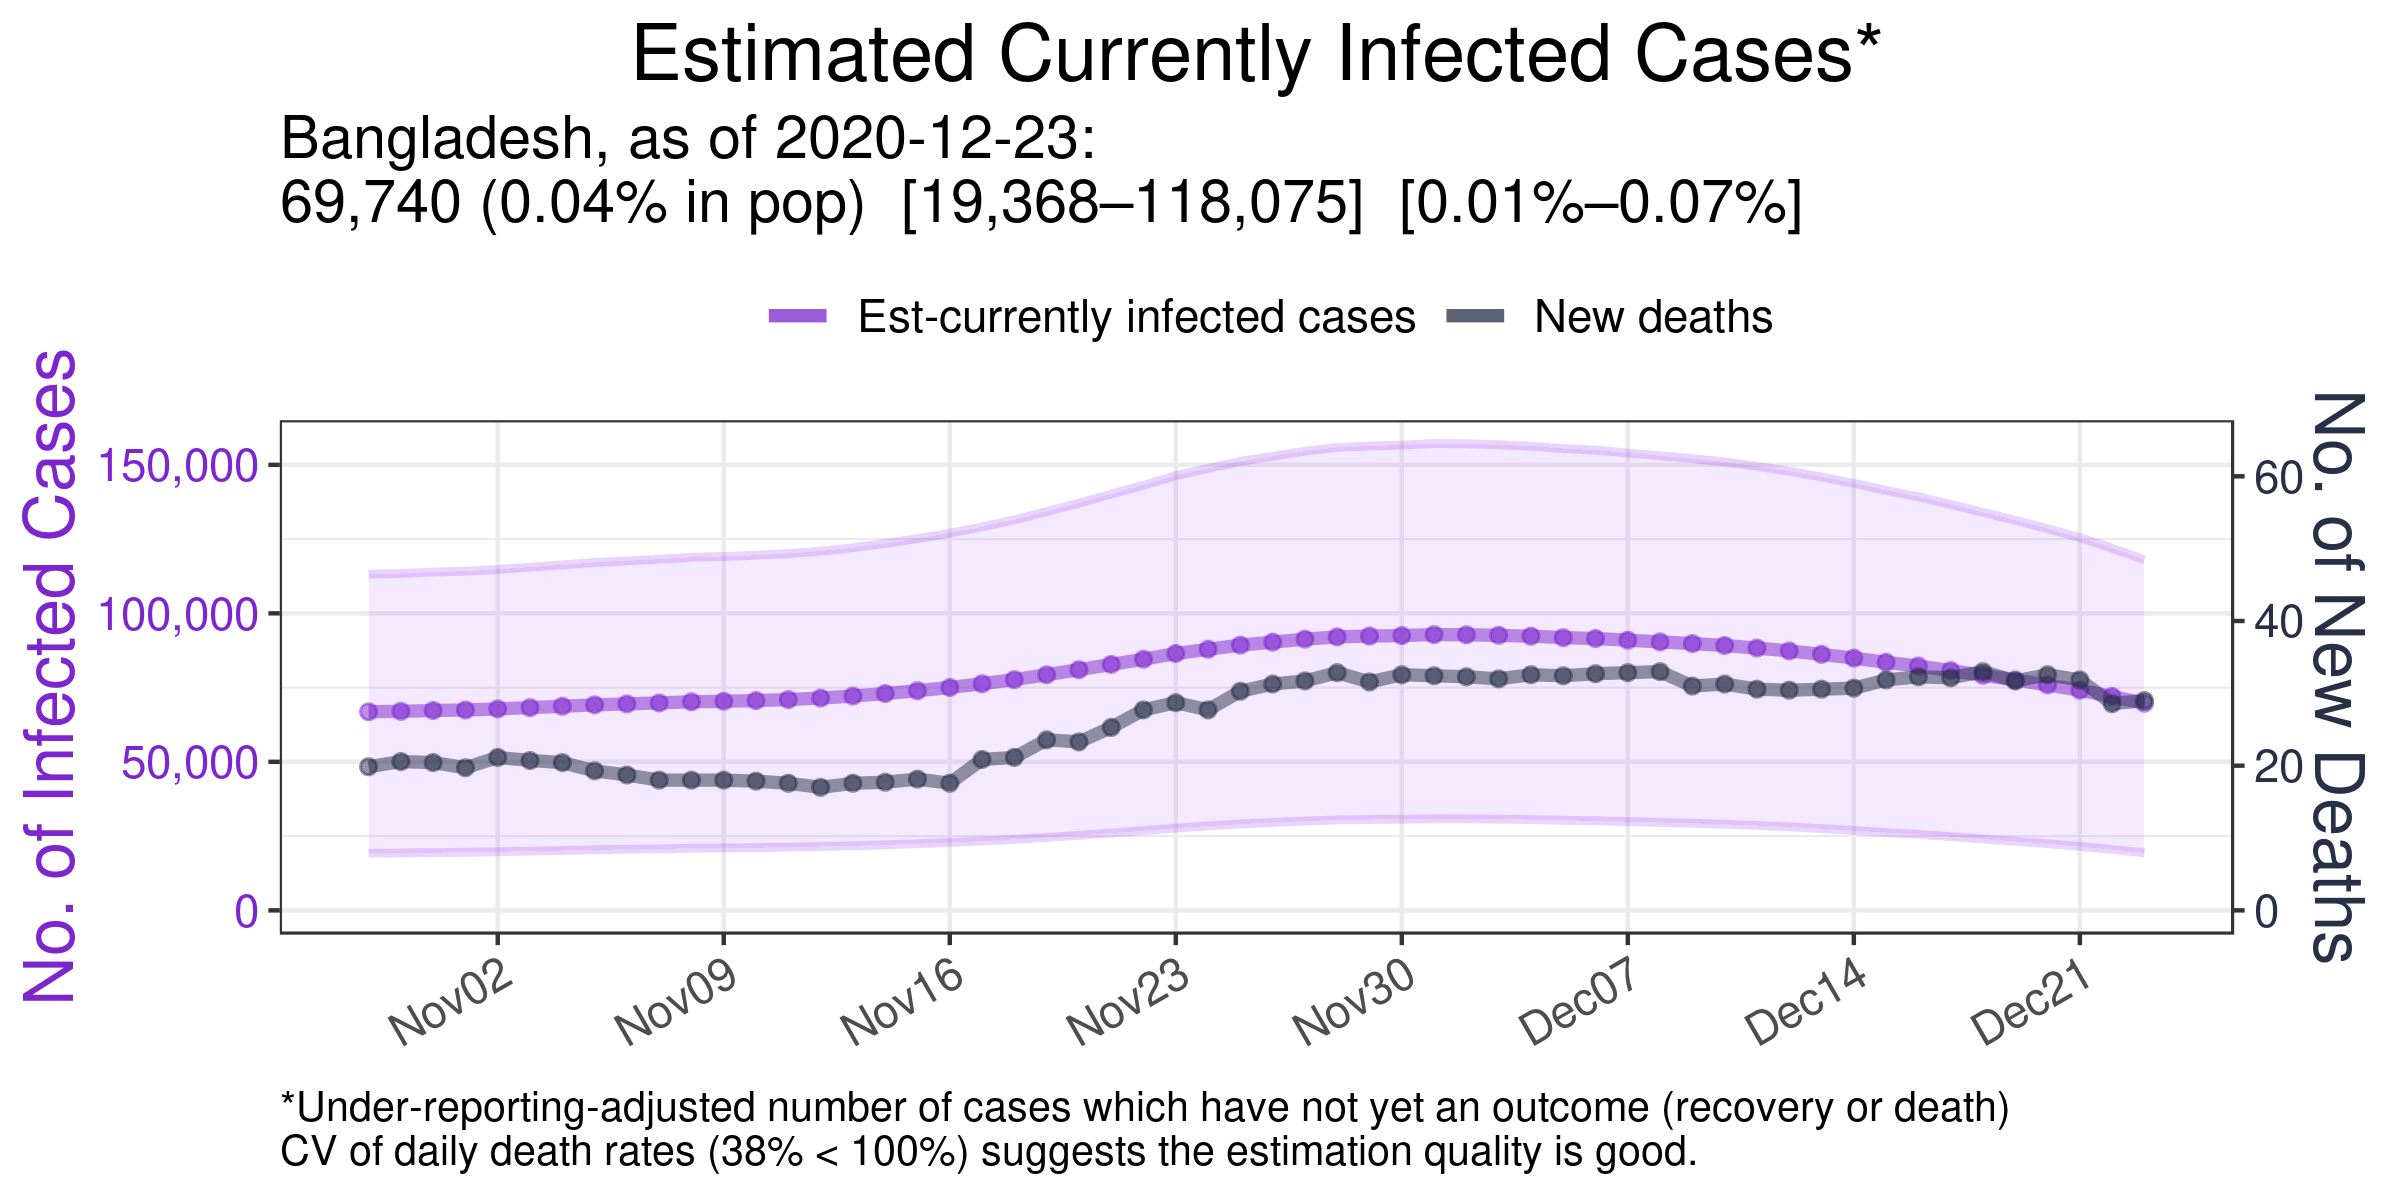 Estimated Currently Infected Cases*
Bangladesh, as of 2020-12-23:
69,740 (0.04% in pop)  [19,368–118,075]  [0.01%–0.07%]
Est-currently infected cases
New deaths
No. of Infected Cases
150,000
100,000
50,000
0
60
40
20
0
No. of New Deaths
Nov02
Nov09
Nov16
Nov23
Nov30
Dec07
Dec14
Dec21
*Under-reporting-adjusted number of cases which have not yet an outcome (recovery or death)
CV of daily death rates (38% < 100%) suggests the estimation quality is good.